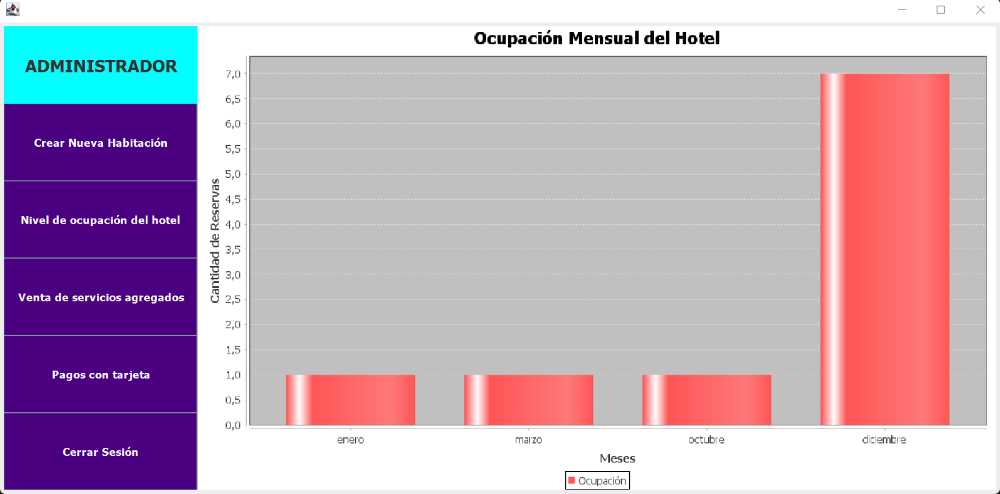 ADMINISTRADOR
Crear Nueva Habitación
Nivel de ocupación del hotel
Venta de servicios agregados
Pagos con tarjeta
Cerrar Sesión
Ocupación Mensual del Hotel
Cantidad de Reservas
7,0
6,5
6,0
5,5
5,0
4,5
4,0
3,5
3,0
2,5
2,0
1,5
1,0
0,5
0,0
enero marzo octubre diciembre
Meses
Ocupación